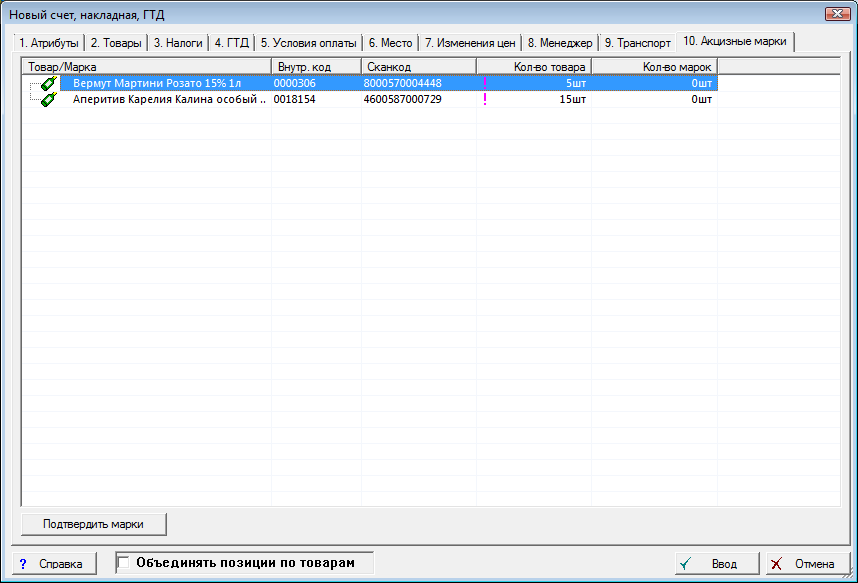 Новый счет, накладная, ГТД
1. Атрибуты 2. Товары 3. Налоги 4. ГТД 5. Условия оплаты 6. Место 7. Изменения цен 8. Менеджер 9. Транспорт 10. Акцизные марки
Товар/Марка Внутр. код Сканкод Кол-во товара Кол-во марок
Вермут Мартини Розато 15% 1л 0000306 8000570004448 ! 5шт 0шт
Аперитив Карелия Калина особый .. 0018154 4600587000729 ! 15шт 0шт
Подтвердить марки
? Справка Объединять позиции по товарам Ввод Отмена